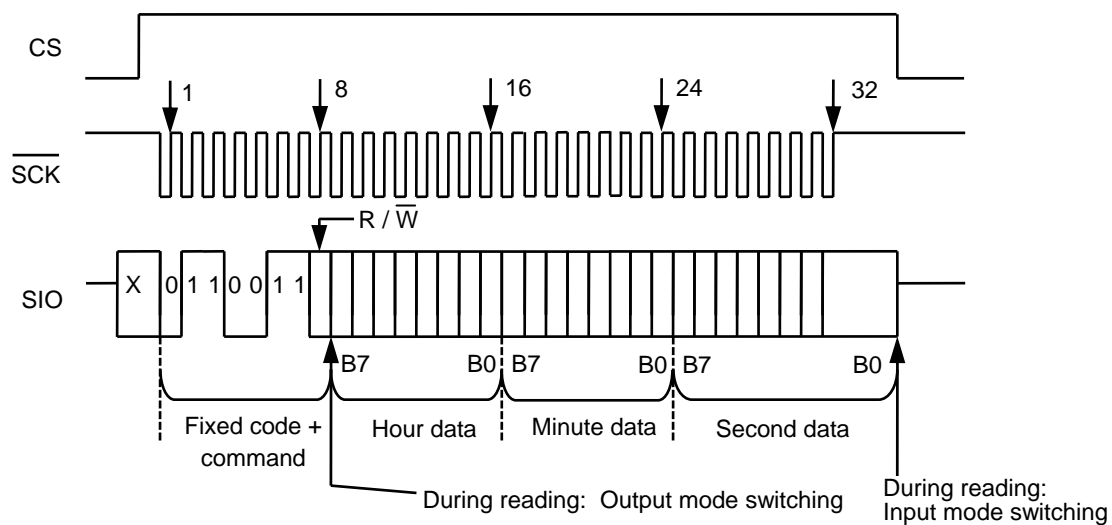 CS
1 8 16 24 32
SCK
R / W
X 0 1 1 0 0 1 1
SIO
B7 B0 B7 B0 B7 B0
Fixed code +
command
Hour data
Minute data
Second data
During reading: Output mode switching
During reading:
Input mode switching